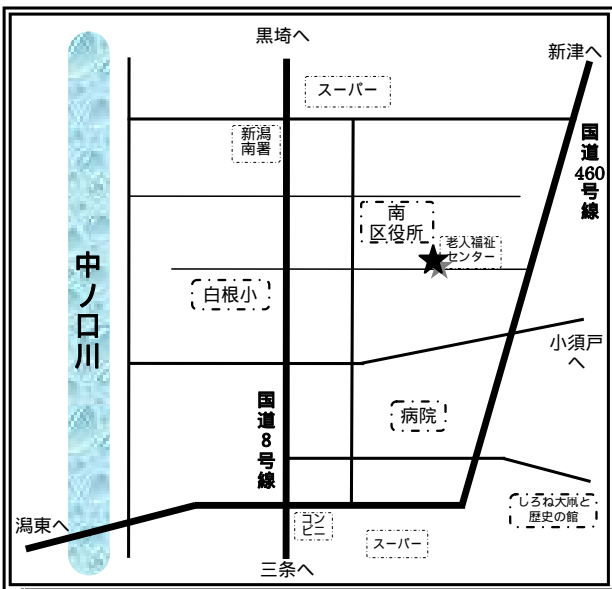 黒埼へ
新津へ
スーパー
新潟
南署
国道460号線
南
区役所
老人福祉
センター
中ノ口川
白根小
小須戸
へ
国道8号線
病院
しろね大凧と
歴史の館
潟東へ
コン
ビニ
スーパー
三条へ